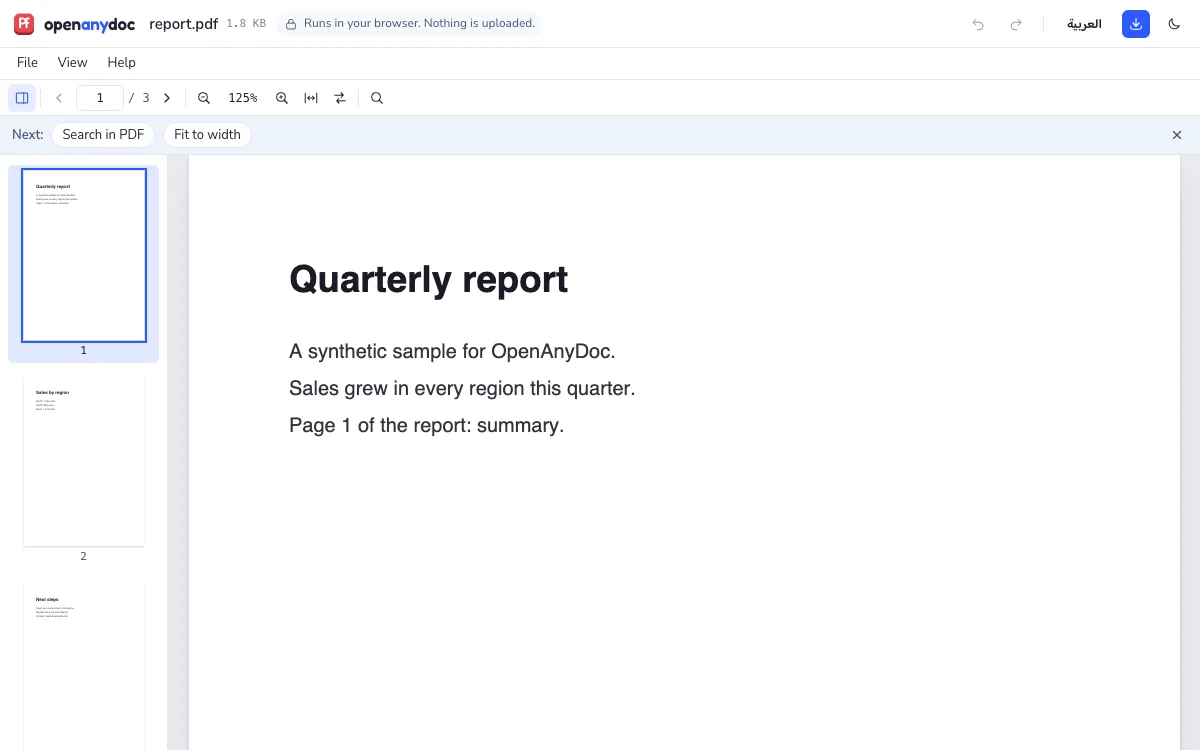 openanydoc report.pdf 1.8 KB Runs in your browser. Nothing is uploaded. العربية
File View Help
1 / 3 125%
Next: Search in PDF Fit to width
Quarterly report
1
Sales by region
2
Next steps
Quarterly report
A synthetic sample for OpenAnyDoc.
Sales grew in every region this quarter.
Page 1 of the report: summary.